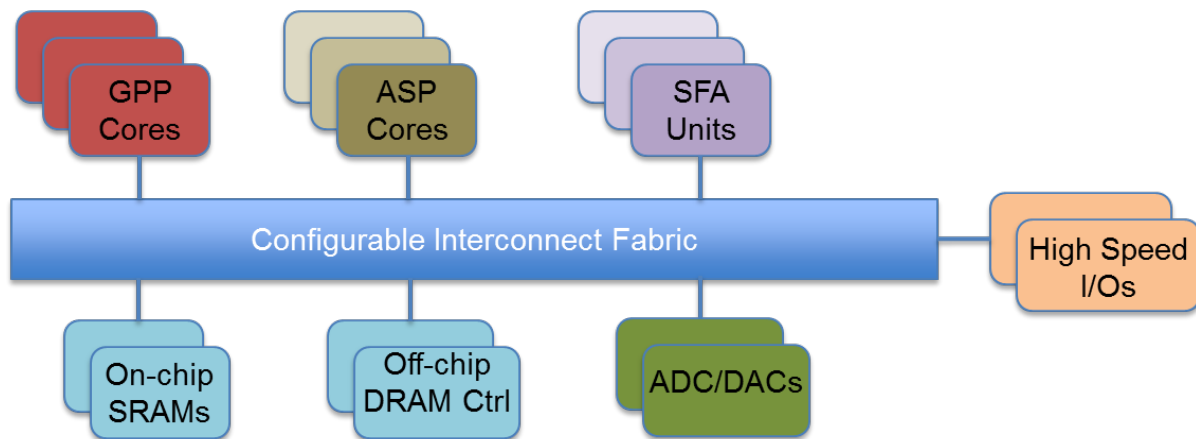 GPP
Cores
ASP
Cores
SFA
Units
Configurable Interconnect Fabric
High Speed
I/Os
On-chip
SRAMs
Off-chip
DRAM Ctrl
ADC/DACs